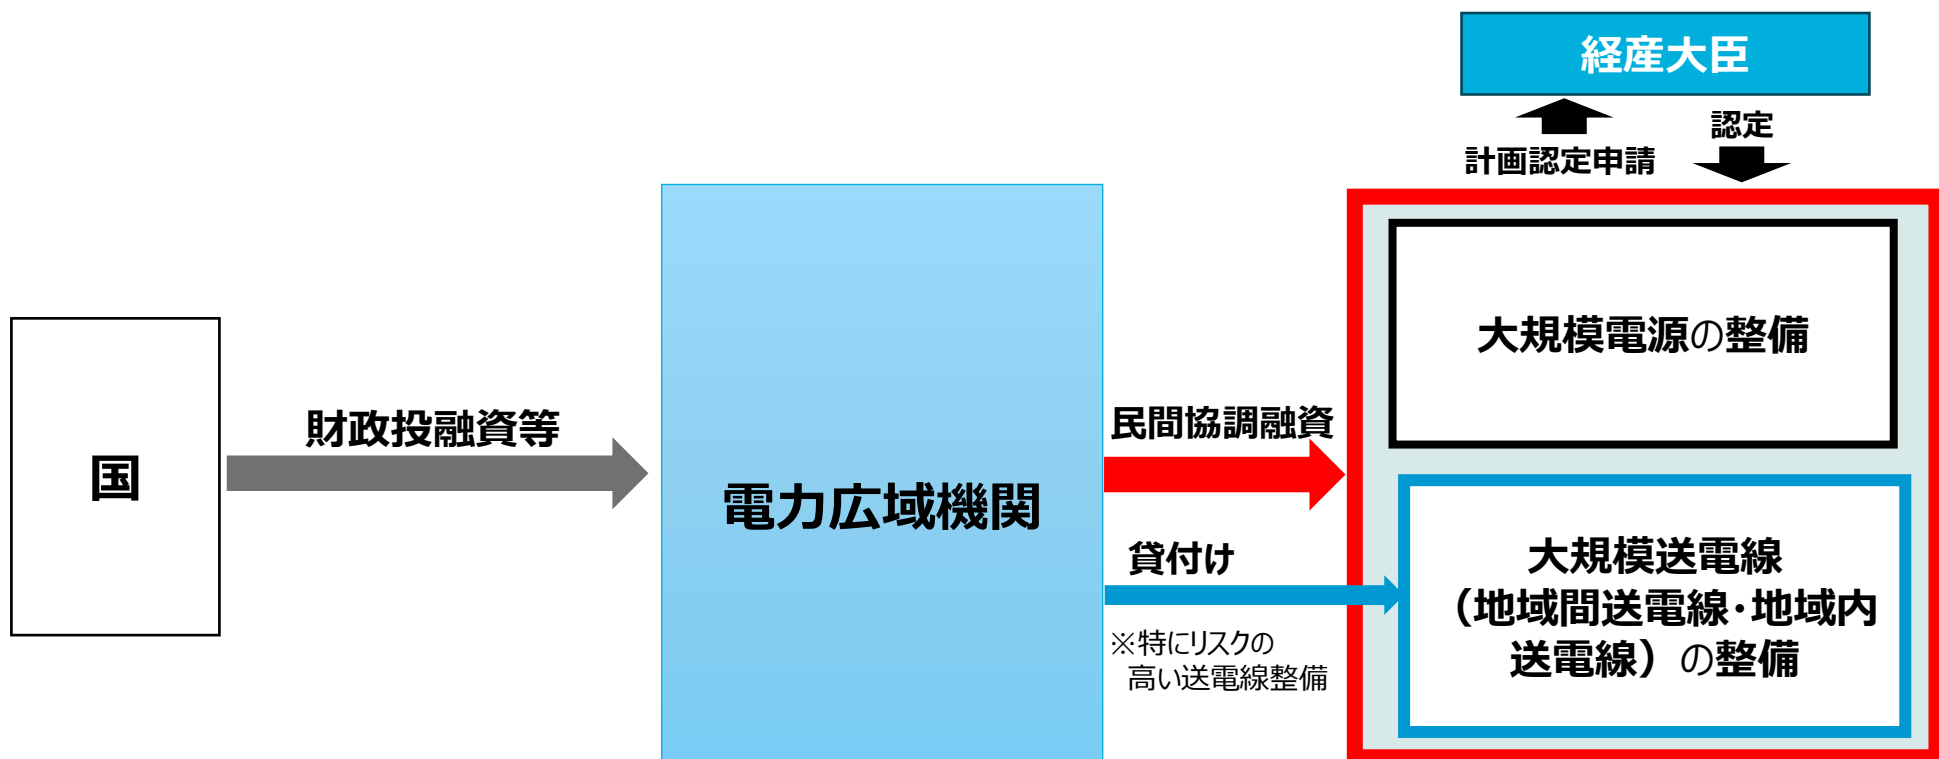 経産大臣
認定
計画認定申請
大規模電源の整備
財政投融資等
民間協調融資
国
電力広域機関
貸付け
大規模送電線
（地域間送電線・地域内
送電線）の整備
※特にリスクの
高い送電線整備